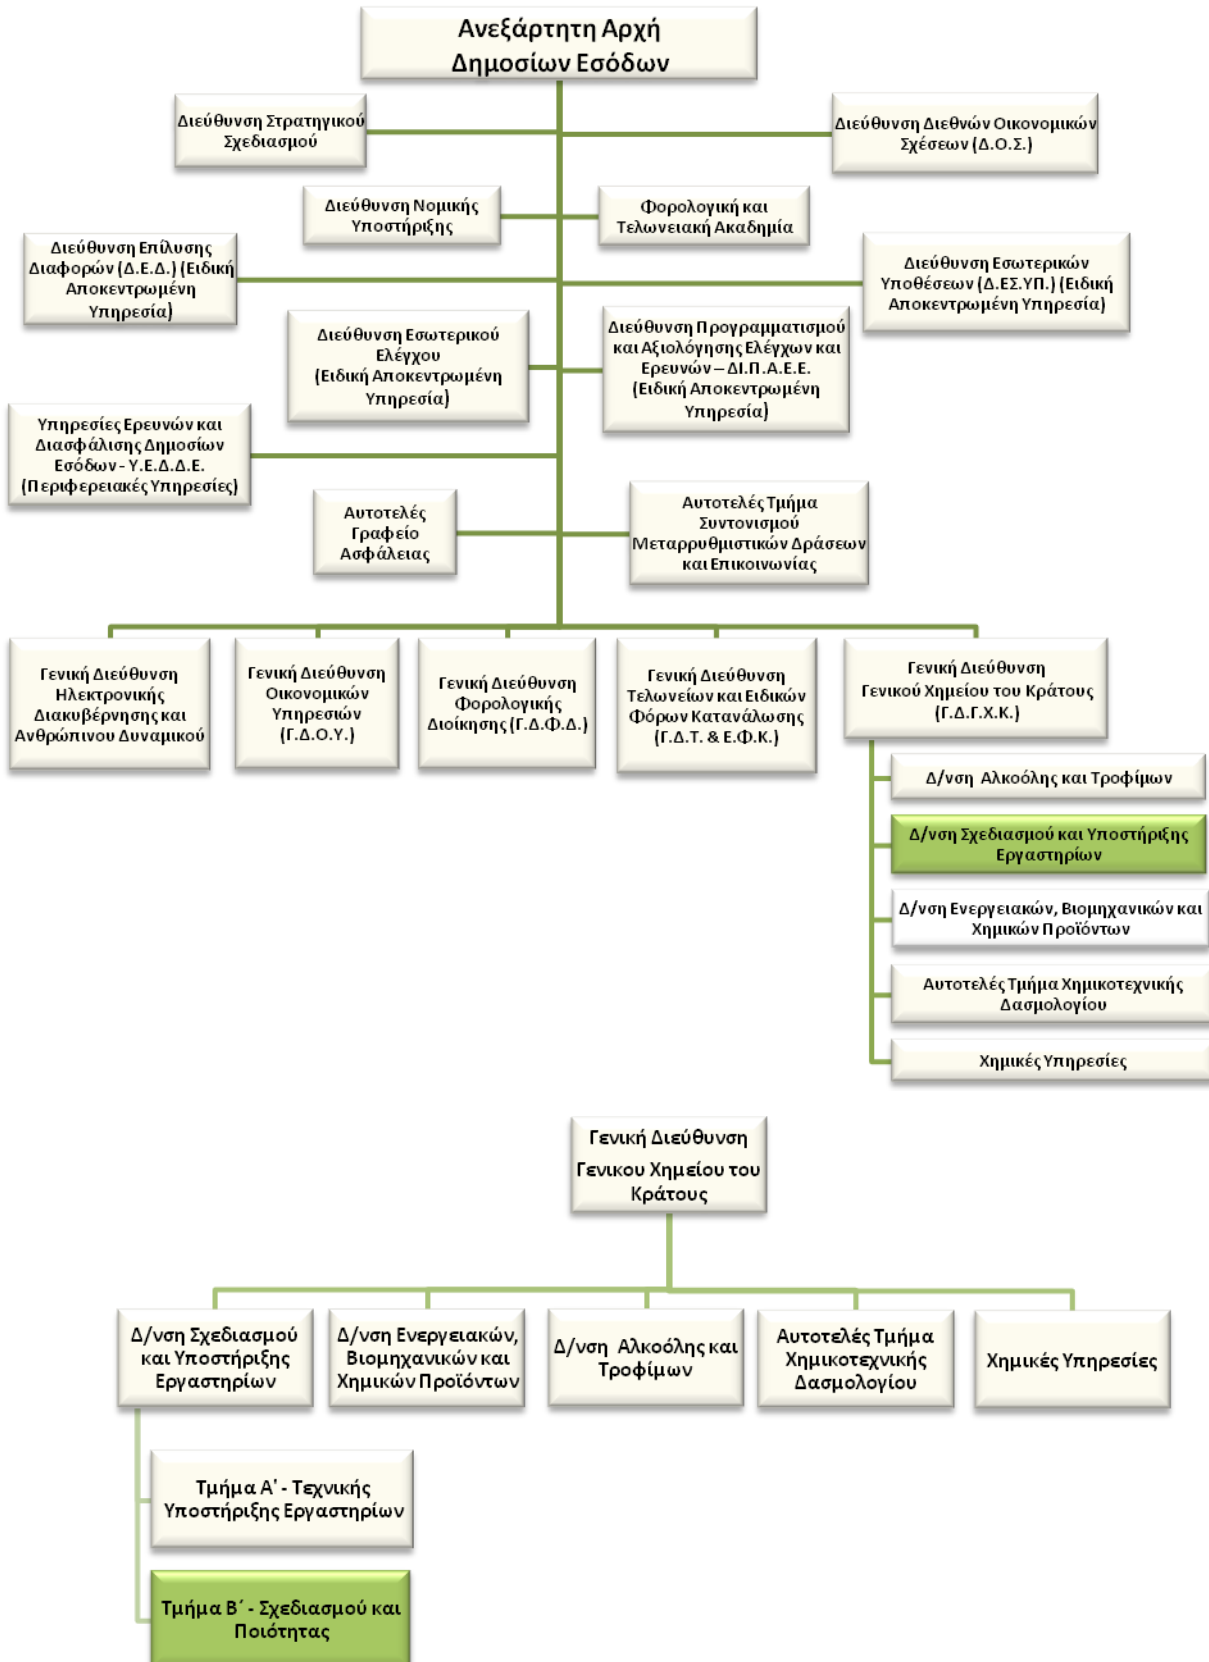 Ανεξάρτητη Αρχή
Δημοσίων Εσόδων
Διεύθυνση Στρατηγικού
Σχεδιασμού
Διεύθυνση Διεθνών Οικονομικών
Σχέσεων (Δ.Ο.Σ.)
Διεύθυνση Νομικής
Υποστήριξης
Φορολογική και
Τελωνειακή Ακαδημία
Διεύθυνση Επίλυσης
Διαφορών (Δ.Ε.Δ.) (Ειδική
Αποκεντρωμένη
Υπηρεσία)
Διεύθυνση Εσωτερικών
Υποθέσεων (Δ.ΕΣ.ΥΠ.) (Ειδική
Αποκεντρωμένη Υπηρεσία)
Διεύθυνση Εσωτερικού
Ελέγχου
(Ειδική Αποκεντρωμένη
Υπηρεσία)
Διεύθυνση Προγραμματισμού
και Αξιολόγησης Ελέγχων και
Ερευνών – ΔΙ.Π.Α.Ε.Ε.
(Ειδική Αποκεντρωμένη
Υπηρεσία)
Υπηρεσίες Ερευνών και
Διασφάλισης Δημοσίων
Εσόδων - Υ.Ε.Δ.Δ.Ε.
(Περιφερειακές Υπηρεσίες)
Αυτοτελές
Γραφείο
Ασφάλειας
Αυτοτελές Τμήμα
Συντονισμού
Μεταρρυθμιστικών Δράσεων
και Επικοινωνίας
Γενική Διεύθυνση
Ηλεκτρονικής
Διακυβέρνησης και
Ανθρώπινου Δυναμικού
Γενική Διεύθυνση
Οικονομικών
Υπηρεσιών
(Γ.Δ.Ο.Υ.)
Γενική Διεύθυνση
Φορολογικής
Διοίκησης (Γ.Δ.Φ.Δ.)
Γενική Διεύθυνση
Τελωνείων και Ειδικών
Φόρων Κατανάλωσης
(Γ.Δ.Τ. & Ε.Φ.Κ.)
Γενική Διεύθυνση
Γενικού Χημείου του Κράτους
(Γ.Δ.Γ.Χ.Κ.)
Δ/νση Αλκοόλης και Τροφίμων
Δ/νση Σχεδιασμού και Υποστήριξης
Εργαστηρίων
Δ/νση Ενεργειακών, Βιομηχανικών και
Χημικών Προϊόντων
Αυτοτελές Τμήμα Χημικοτεχνικής
Δασμολογίου
Χημικές Υπηρεσίες
Γενική Διεύθυνση
Γενικου Χημείου του
Κράτους
Δ/νση Σχεδιασμού
και Υποστήριξης
Εργαστηρίων
Δ/νση Ενεργειακών,
Βιομηχανικών και
Χημικών Προϊόντων
Δ/νση Αλκοόλης και
Τροφίμων
Αυτοτελές Τμήμα
Χημικοτεχνικής
Δασμολογίου
Χημικές Υπηρεσίες
Τμήμα Α' - Τεχνικής
Υποστήριξης Εργαστηρίων
Τμήμα Β΄ - Σχεδιασμού και
Ποιότητας